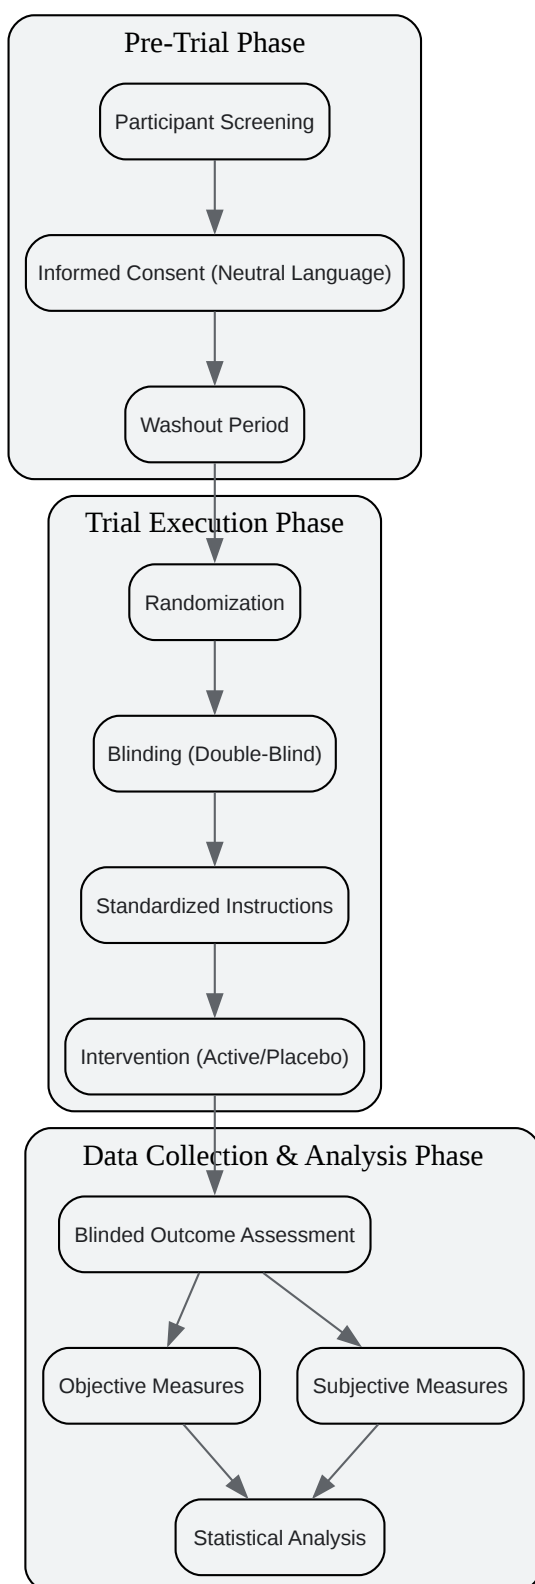 Pre-Trial Phase
Participant Screening
Informed Consent (Neutral Language)
Washout Period
Trial Execution Phase
Randomization
Blinding (Double-Blind)
Standardized Instructions
Intervention (Active/Placebo)
Data Collection & Analysis Phase
Blinded Outcome Assessment
Objective Measures
Subjective Measures
Statistical Analysis